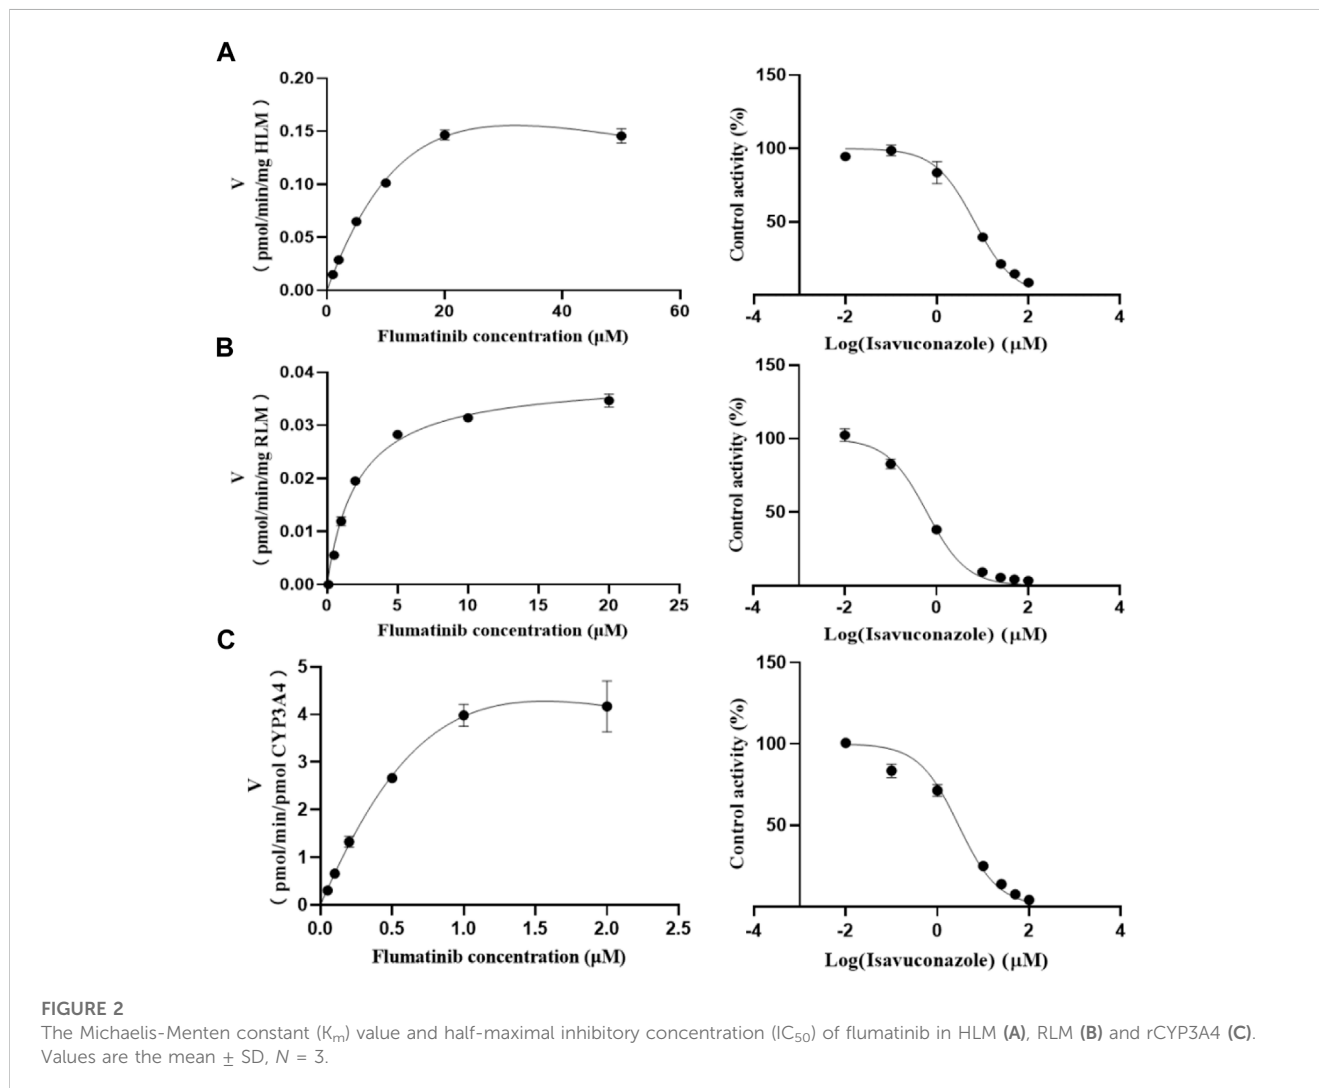 A
0.20
0.15
0.10
0.05
0.00
V
( pmol/min/mg HLM )
0 20 40 60
Flumatinib concentration (μM)
150
100
50
Control activity (%)
-4 -2 0 2 4
Log(Isavuconazole) (μM)
B
0.04
0.03
0.02
0.01
0.00
V
( pmol/min/mg RLM )
0 5 10 15 20 25
Flumatinib concentration (μM)
150
100
50
Control activity (%)
-4 -2 0 2 4
Log(Isavuconazole) (μM)
C
5
4
3
2
1
0
V
( pmol/min/pmol CYP3A4 )
0.0 0.5 1.0 1.5 2.0 2.5
Flumatinib concentration (μM)
150
100
50
Control activity (%)
-4 -2 0 2 4
Log(Isavuconazole) (μM)
FIGURE 2
The Michaelis-Menten constant (Km) value and half-maximal inhibitory concentration (IC50) of flumatinib in HLM (A), RLM (B) and rCYP3A4 (C).
Values are the mean ± SD, N = 3.